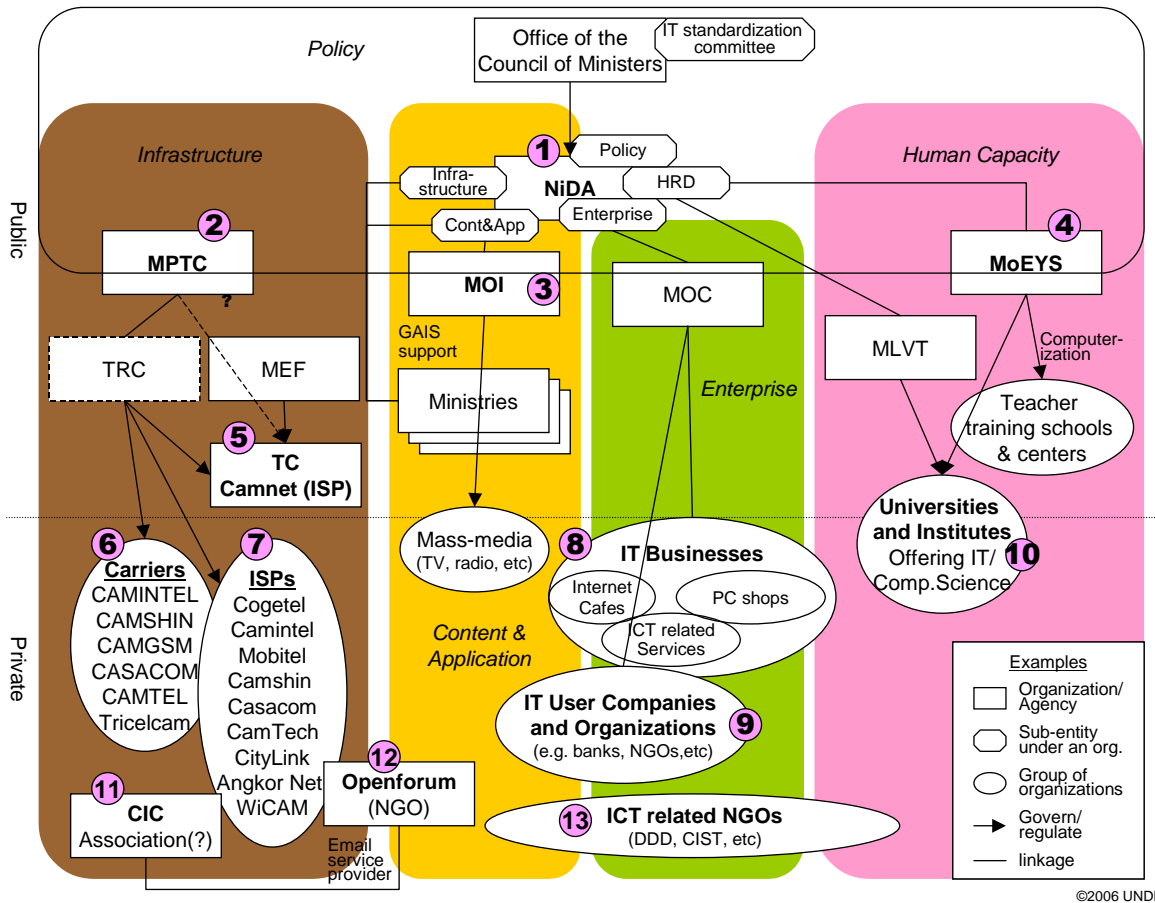 Policy
Office of the
Council of Ministers
IT standardization
committee
Infrastructure
Human Capacity
1
Policy
Infra-
structure
NiDA
HRD
Cont&App
Enterprise
Public
2
MPTC
?
MOI
3
MOC
4
MoEYS
TRC
MEF
GAIS
support
Ministries
Enterprise
MLVT
Computer-
ization
Teacher
training schools
& centers
5
TC
Camnet (ISP)
Universities
and Institutes
Offering IT/
Comp.Science
10
Private
6
Carriers
CAMINTEL
CAMSHIN
CAMGSM
CASACOM
CAMTEL
Tricelcam
7
ISPs
Cogetel
Camintel
Mobitel
Camshin
Casacom
CamTech
CityLink
Angkor Net
WiCAM
Mass-media
(TV, radio, etc)
8
IT Businesses
Internet
Cafes
PC shops
ICT related
Services
Content &
Application
IT User Companies
and Organizations
(e.g. banks, NGOs,etc)
9
11
CIC
Association(?)
12
Openforum
(NGO)
Email
service
provider
13
ICT related NGOs
(DDD, CIST, etc)
Examples
Organization/
Agency
Sub-entity
under an org.
Group of
organizations
Govern/
regulate
linkage
©2006 UNDI